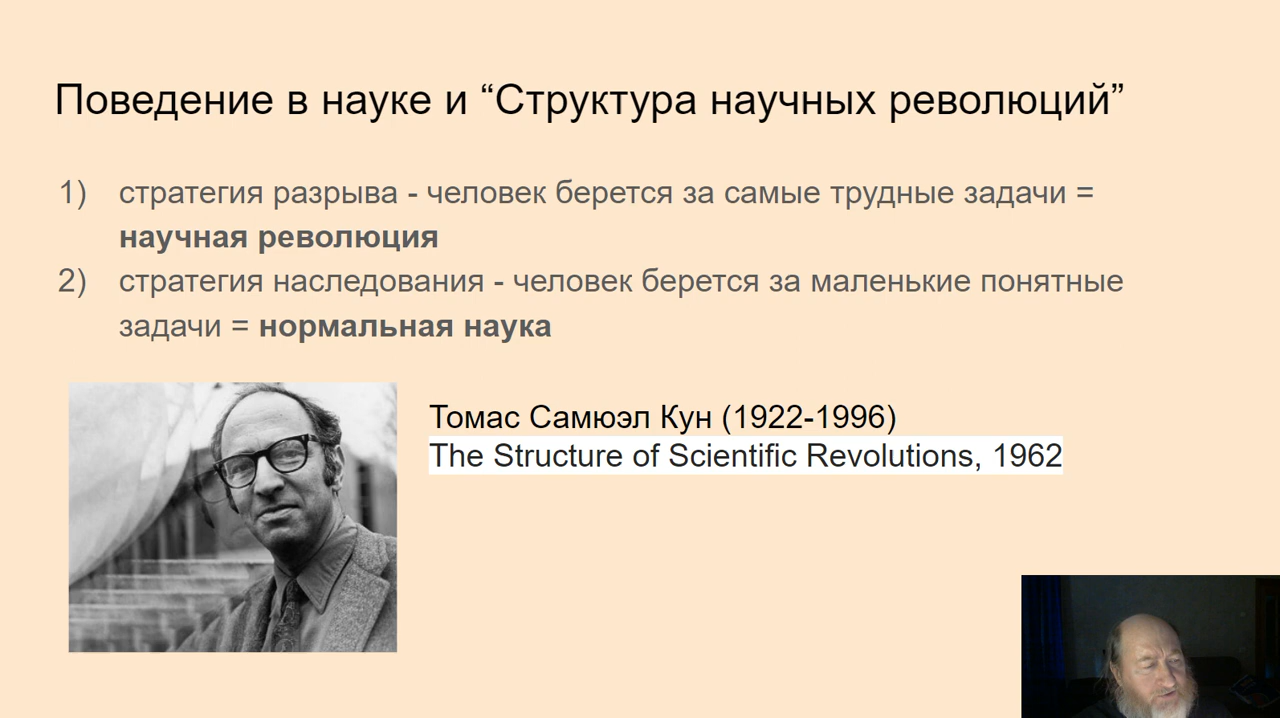 Поведение в науке и “Структура научных революций”
1) стратегия разрыва - человек берется за самые трудные задачи =
научная революция
2) стратегия наследования - человек берется за маленькие понятные
задачи = нормальная наука
Томас Самюэл Кун (1922-1996)
The Structure of Scientific Revolutions, 1962